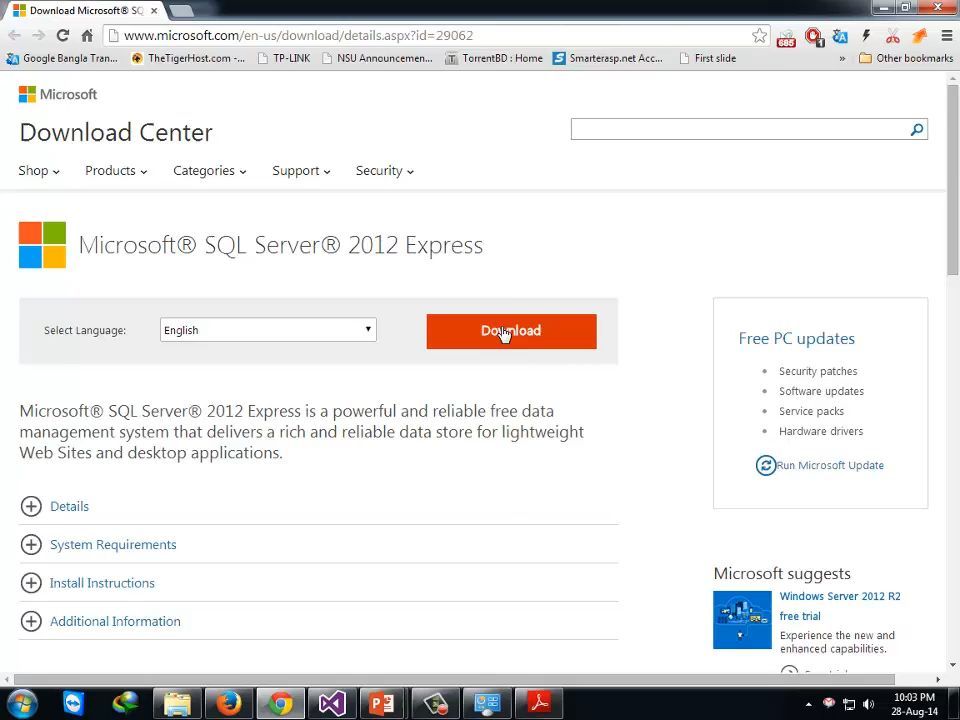 Download Microsoft® SQ
www.microsoft.com/en-us/download/details.aspx?id=29062
685
1
Google Bangla Tran...
TheTigerHost.com -...
TP-LINK
NSU Announcemen...
TorrentBD : Home
Smarterasp.net Acc...
First slide
»
Other bookmarks
Microsoft
Download Center
Shop
Products
Categories
Support
Security
Microsoft® SQL Server® 2012 Express
Select Language:
English
Download
Free PC updates
• Security patches
• Software updates
• Service packs
• Hardware drivers
Run Microsoft Update
Microsoft® SQL Server® 2012 Express is a powerful and reliable free data
management system that delivers a rich and reliable data store for lightweight
Web Sites and desktop applications.
Details
System Requirements
Install Instructions
Additional Information
Microsoft suggests
Windows Server 2012 R2
free trial
Experience the new and
enhanced capabilities.
10:03 PM
28-Aug-14